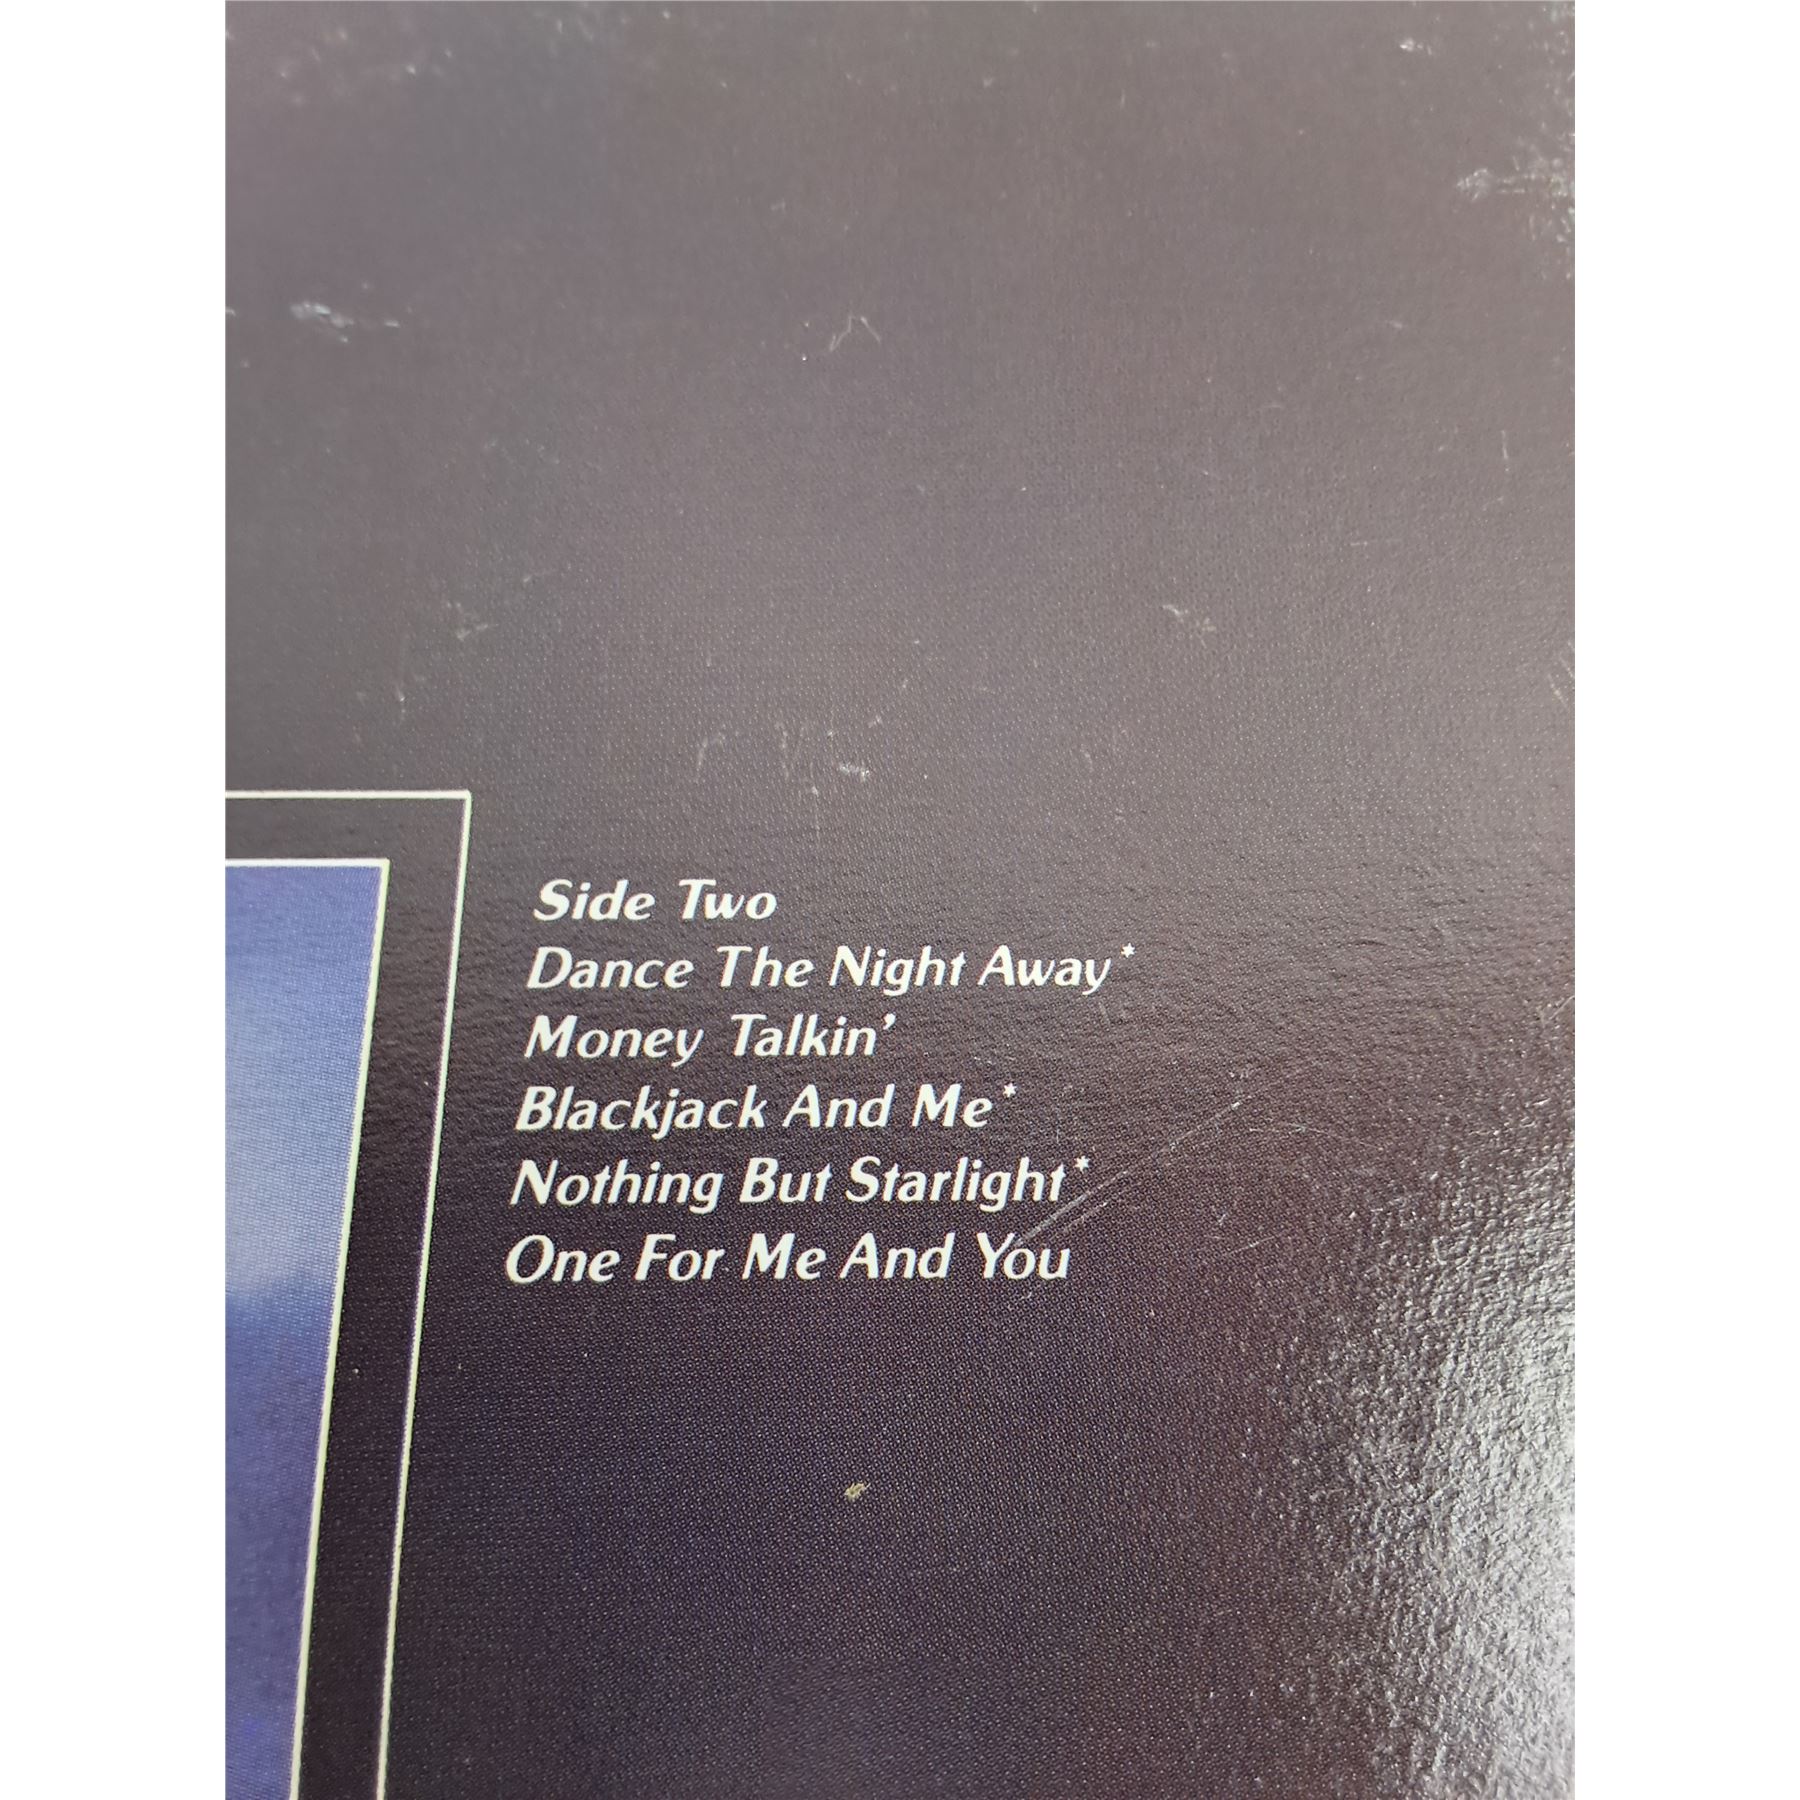 Side Two
Dance The Night Away*
Money Talkin'
Blackjack And Me*
Nothing But Starlight*
One For Me And You